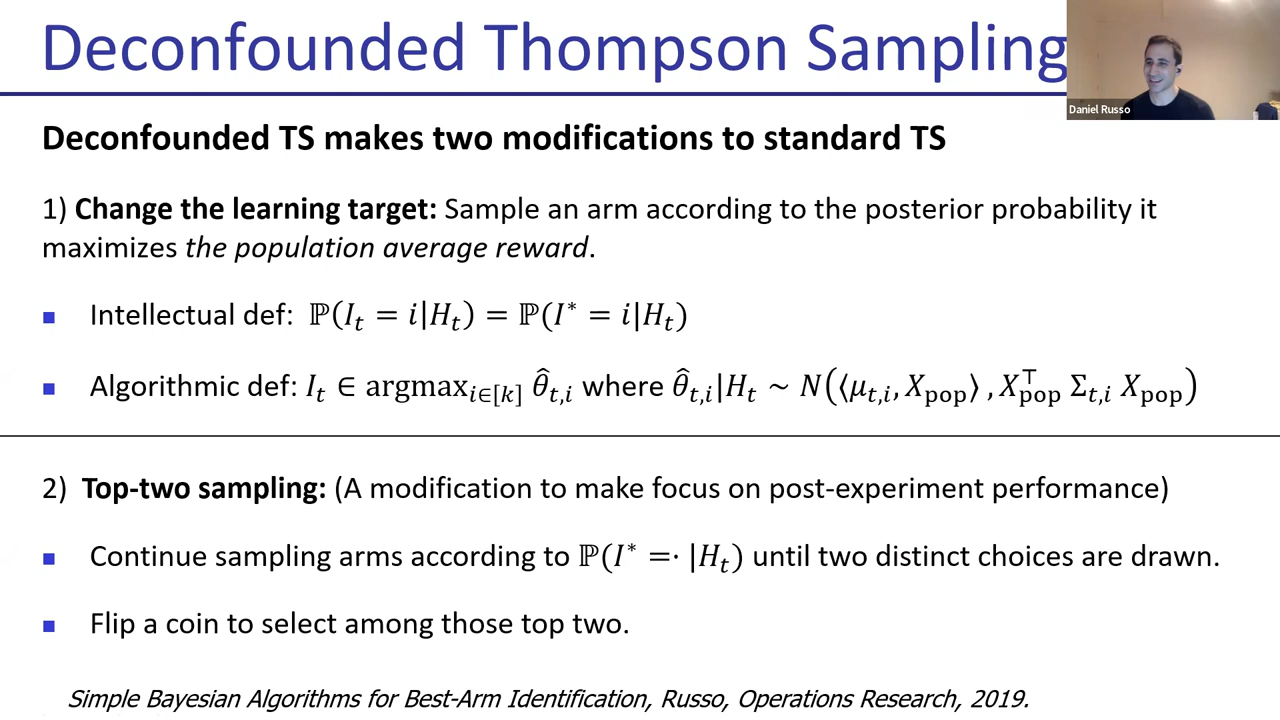 Deconfounded Thompson Sampling
Daniel Russo
Deconfounded TS makes two modifications to standard TS
1) Change the learning target: Sample an arm according to the posterior probability it
maximizes the population average reward.
Intellectual def: ℙ(I_t = i|H_t) = ℙ(I* = i|H_t)
Algorithmic def: I_t ∈ argmax_{i∈[k]} θ̂_{t,i} where θ̂_{t,i}|H_t ~ N(⟨μ_{t,i}, X_pop⟩ , X_pop^⊤ Σ_{t,i} X_pop)
2) Top-two sampling: (A modification to make focus on post-experiment performance)
Continue sampling arms according to ℙ(I* =· |H_t) until two distinct choices are drawn.
Flip a coin to select among those top two.
Simple Bayesian Algorithms for Best-Arm Identification, Russo, Operations Research, 2019.